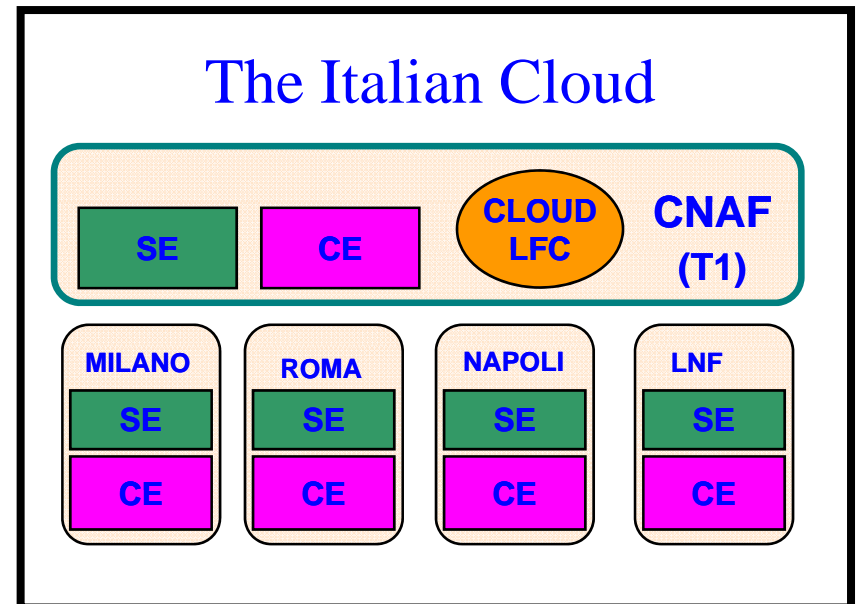 The Italian Cloud
SE
CE
CLOUD
LFC
CNAF
(T1)
MILANO
SE
CE
ROMA
SE
CE
NAPOLI
SE
CE
LNF
SE
CE